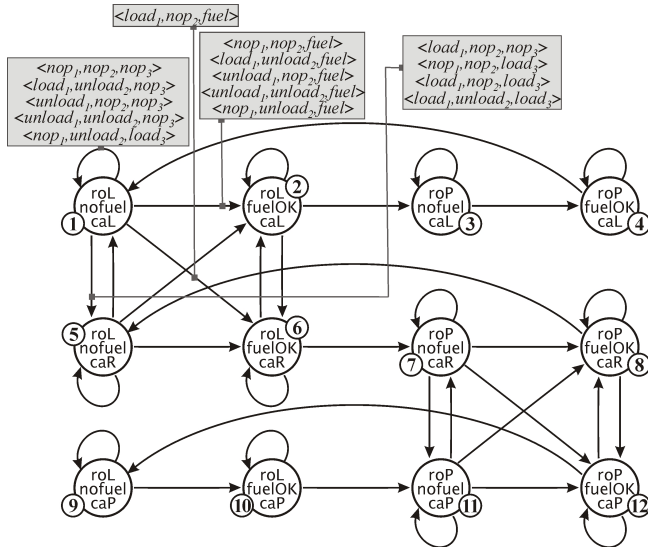 <load1,nop2,fuel>
<nop1,nop2,nop3>
<load1,unload2,nop3>
<unload1,nop2,nop3>
<unload1,unload2,nop3>
<nop1,unload2,load3>
<nop1,nop2,fuel>
<load1,unload2,fuel>
<unload1,nop2,fuel>
<unload1,unload2,fuel>
<nop1,unload2,fuel>
<load1,nop2,nop3>
<nop1,nop2,load3>
<load1,nop2,load3>
<load1,unload2,load3>
roL
nofuel
caL
1
roL
fuelOK
caL
2
roP
nofuel
caL
3
roP
fuelOK
caL
4
roL
nofuel
caR
5
roL
fuelOK
caR
6
roP
nofuel
caR
7
roP
fuelOK
caR
8
roL
nofuel
caP
9
roL
fuelOK
caP
10
roP
nofuel
caP
11
roP
fuelOK
caP
12